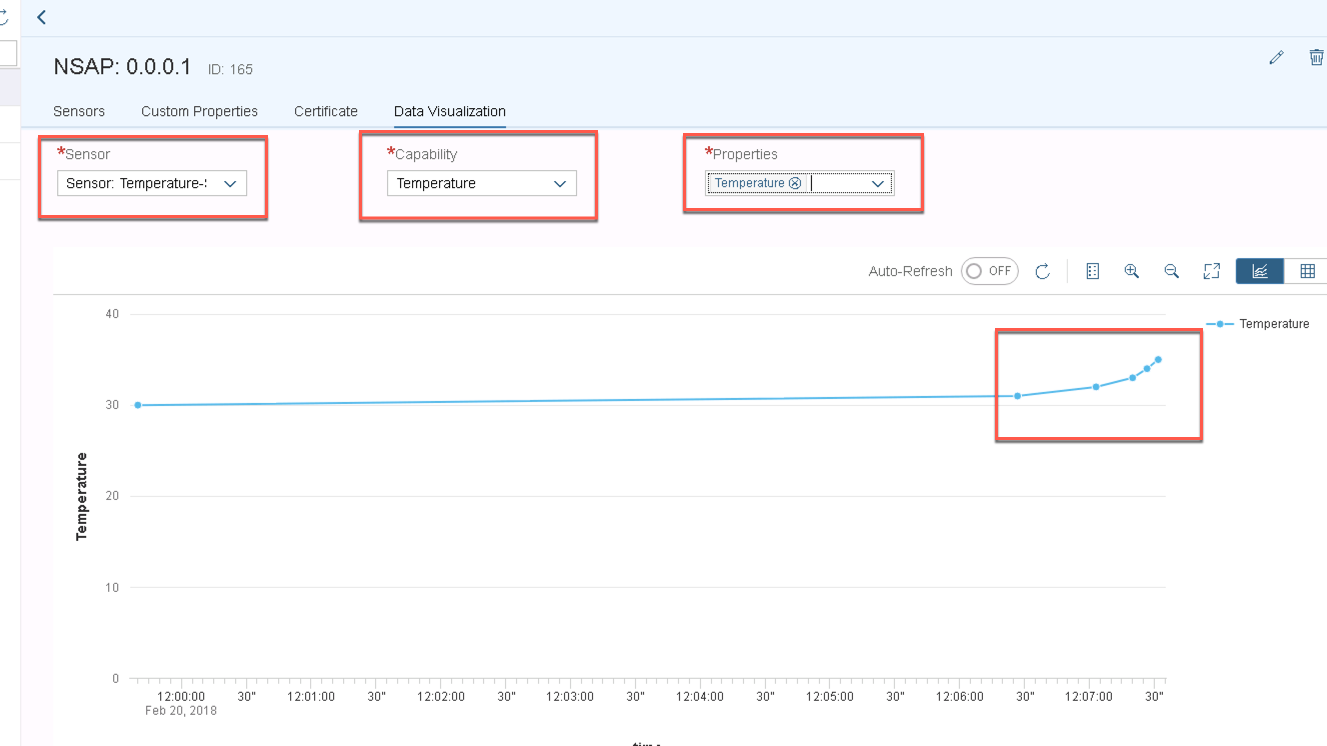 NSAP: 0.0.0.1 ID: 165
Sensors Custom Properties Certificate Data Visualization
*Sensor *Capability *Properties
Sensor: Temperature- Temperature Temperature
Auto-Refresh OFF
Temperature
40
30
20
10
0
Temperature
12:00:00 30" 12:01:00 30" 12:02:00 30" 12:03:00 30" 12:04:00 30" 12:05:00 30" 12:06:00 30" 12:07:00 30"
Feb 20, 2018